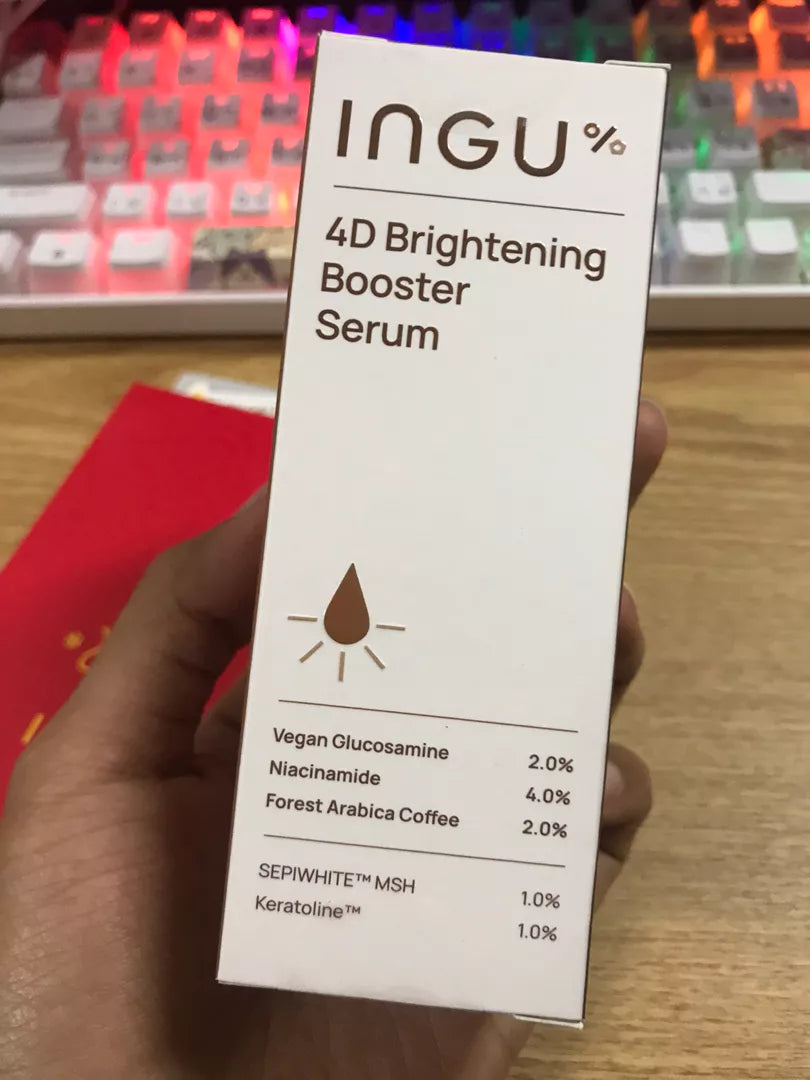 INGU%
4D Brightening
Booster
Serum
Vegan Glucosamine 2.0%
Niacinamide 4.0%
Forest Arabica Coffee 2.0%
SEPIWHITE™ MSH 1.0%
Keratoline™ 1.0%